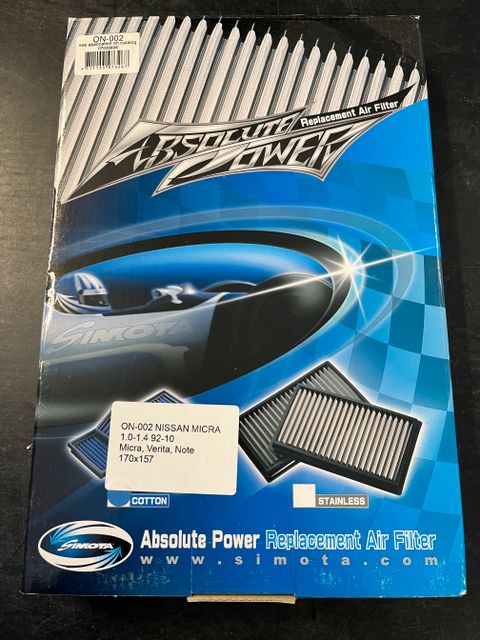 ON-002
see application on catalog
07030606
Replacement Air Filter
ABSOLUTE
POWER
SIMOTA
ON-002 NISSAN MICRA
1.0-1.4 92-10
Micra, Verita, Note
170x157
COTTON
STAINLESS
SIMOTA
Absolute Power Replacement Air Filter
www.simota.com